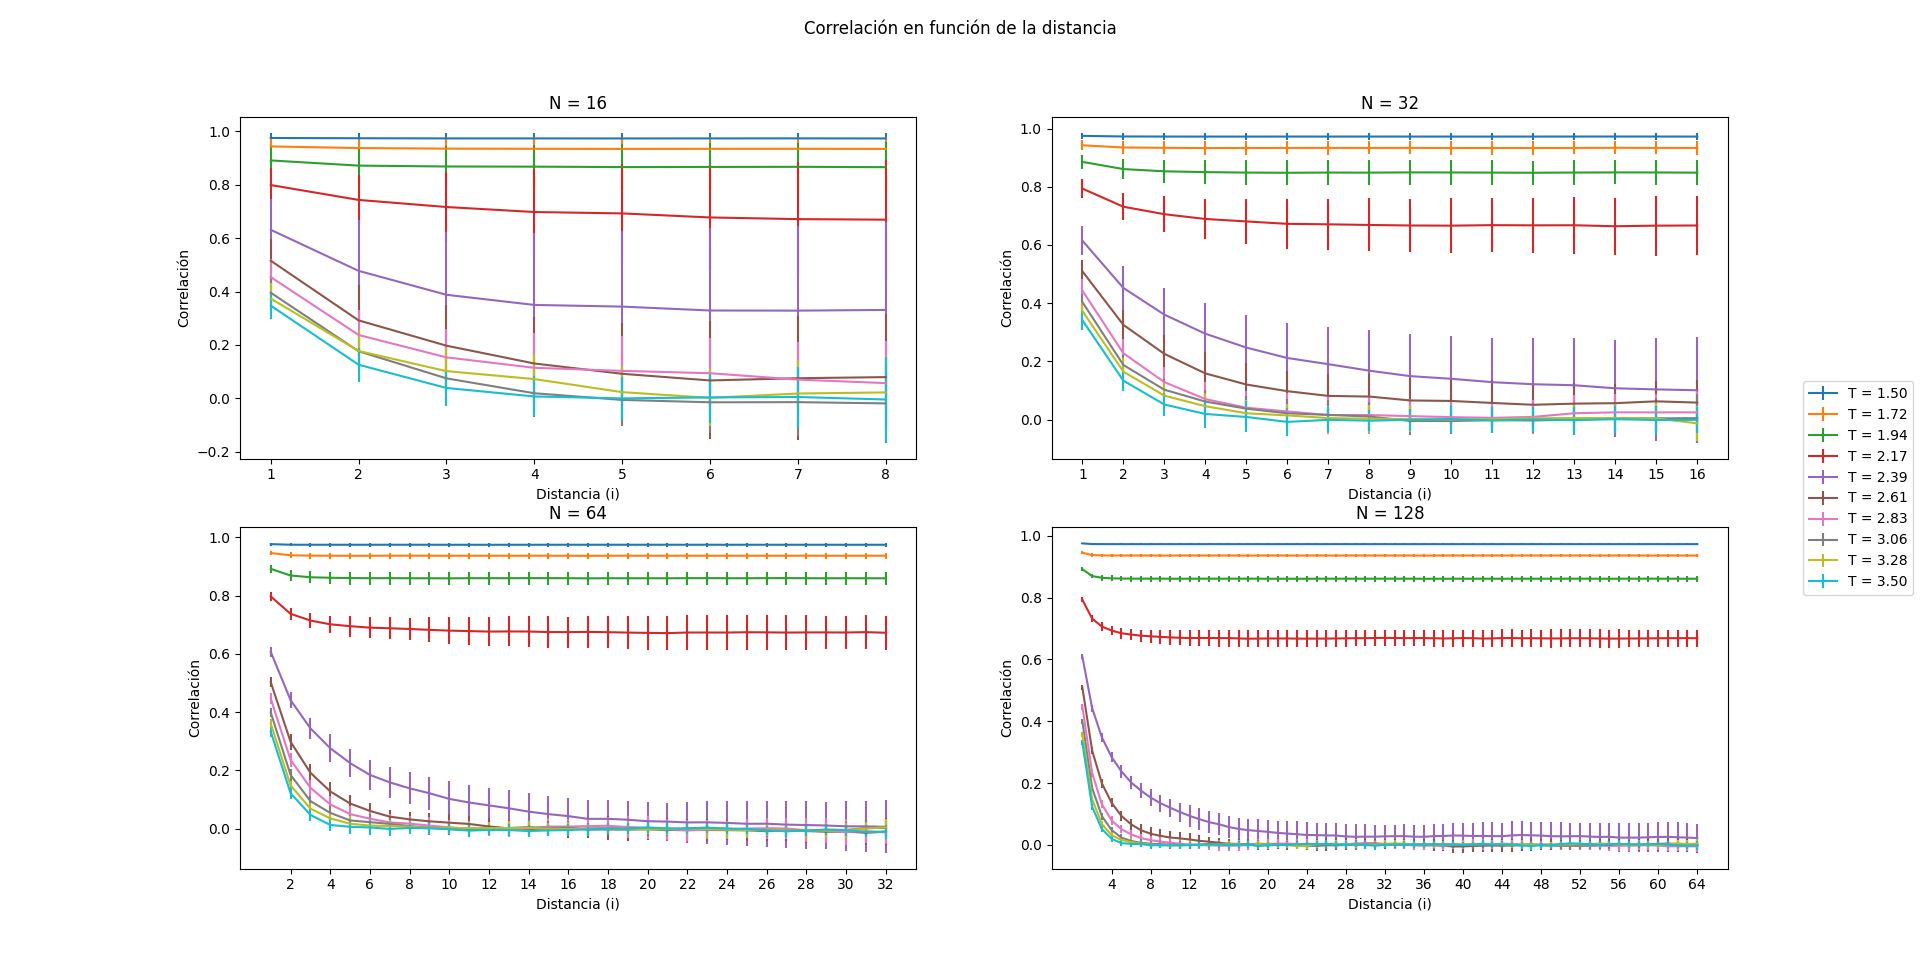 Correlación en función de la distancia
N = 16
Correlación
1.0
0.8
0.6
0.4
0.2
0.0
−0.2
1 2 3 4 5 6 7 8
Distancia (i)
N = 32
Correlación
1.0
0.8
0.6
0.4
0.2
0.0
1 2 3 4 5 6 7 8 9 10 11 12 13 14 15 16
Distancia (i)
N = 64
Correlación
1.0
0.8
0.6
0.4
0.2
0.0
2 4 6 8 10 12 14 16 18 20 22 24 26 28 30 32
Distancia (i)
N = 128
Correlación
1.0
0.8
0.6
0.4
0.2
0.0
4 8 12 16 20 24 28 32 36 40 44 48 52 56 60 64
Distancia (i)
T = 1.50
T = 1.72
T = 1.94
T = 2.17
T = 2.39
T = 2.61
T = 2.83
T = 3.06
T = 3.28
T = 3.50